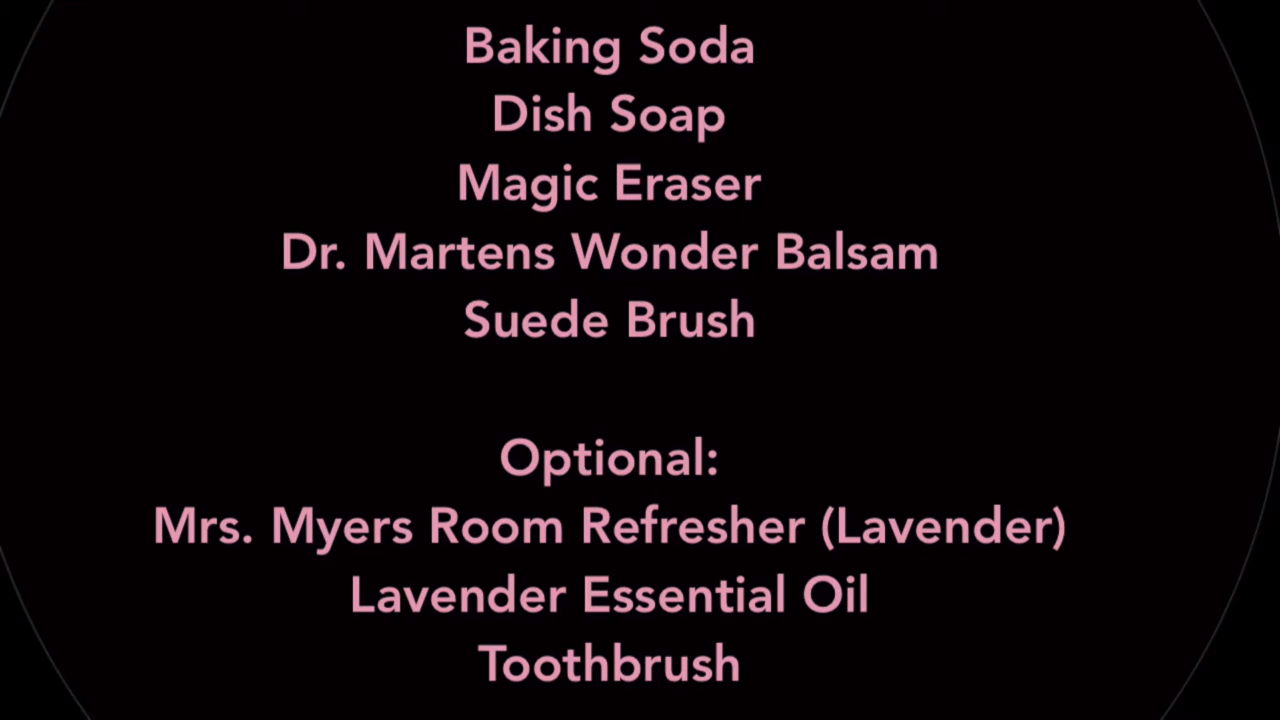 Baking Soda
Dish Soap
Magic Eraser
Dr. Martens Wonder Balsam
Suede Brush
Optional:
Mrs. Myers Room Refresher (Lavender)
Lavender Essential Oil
Toothbrush